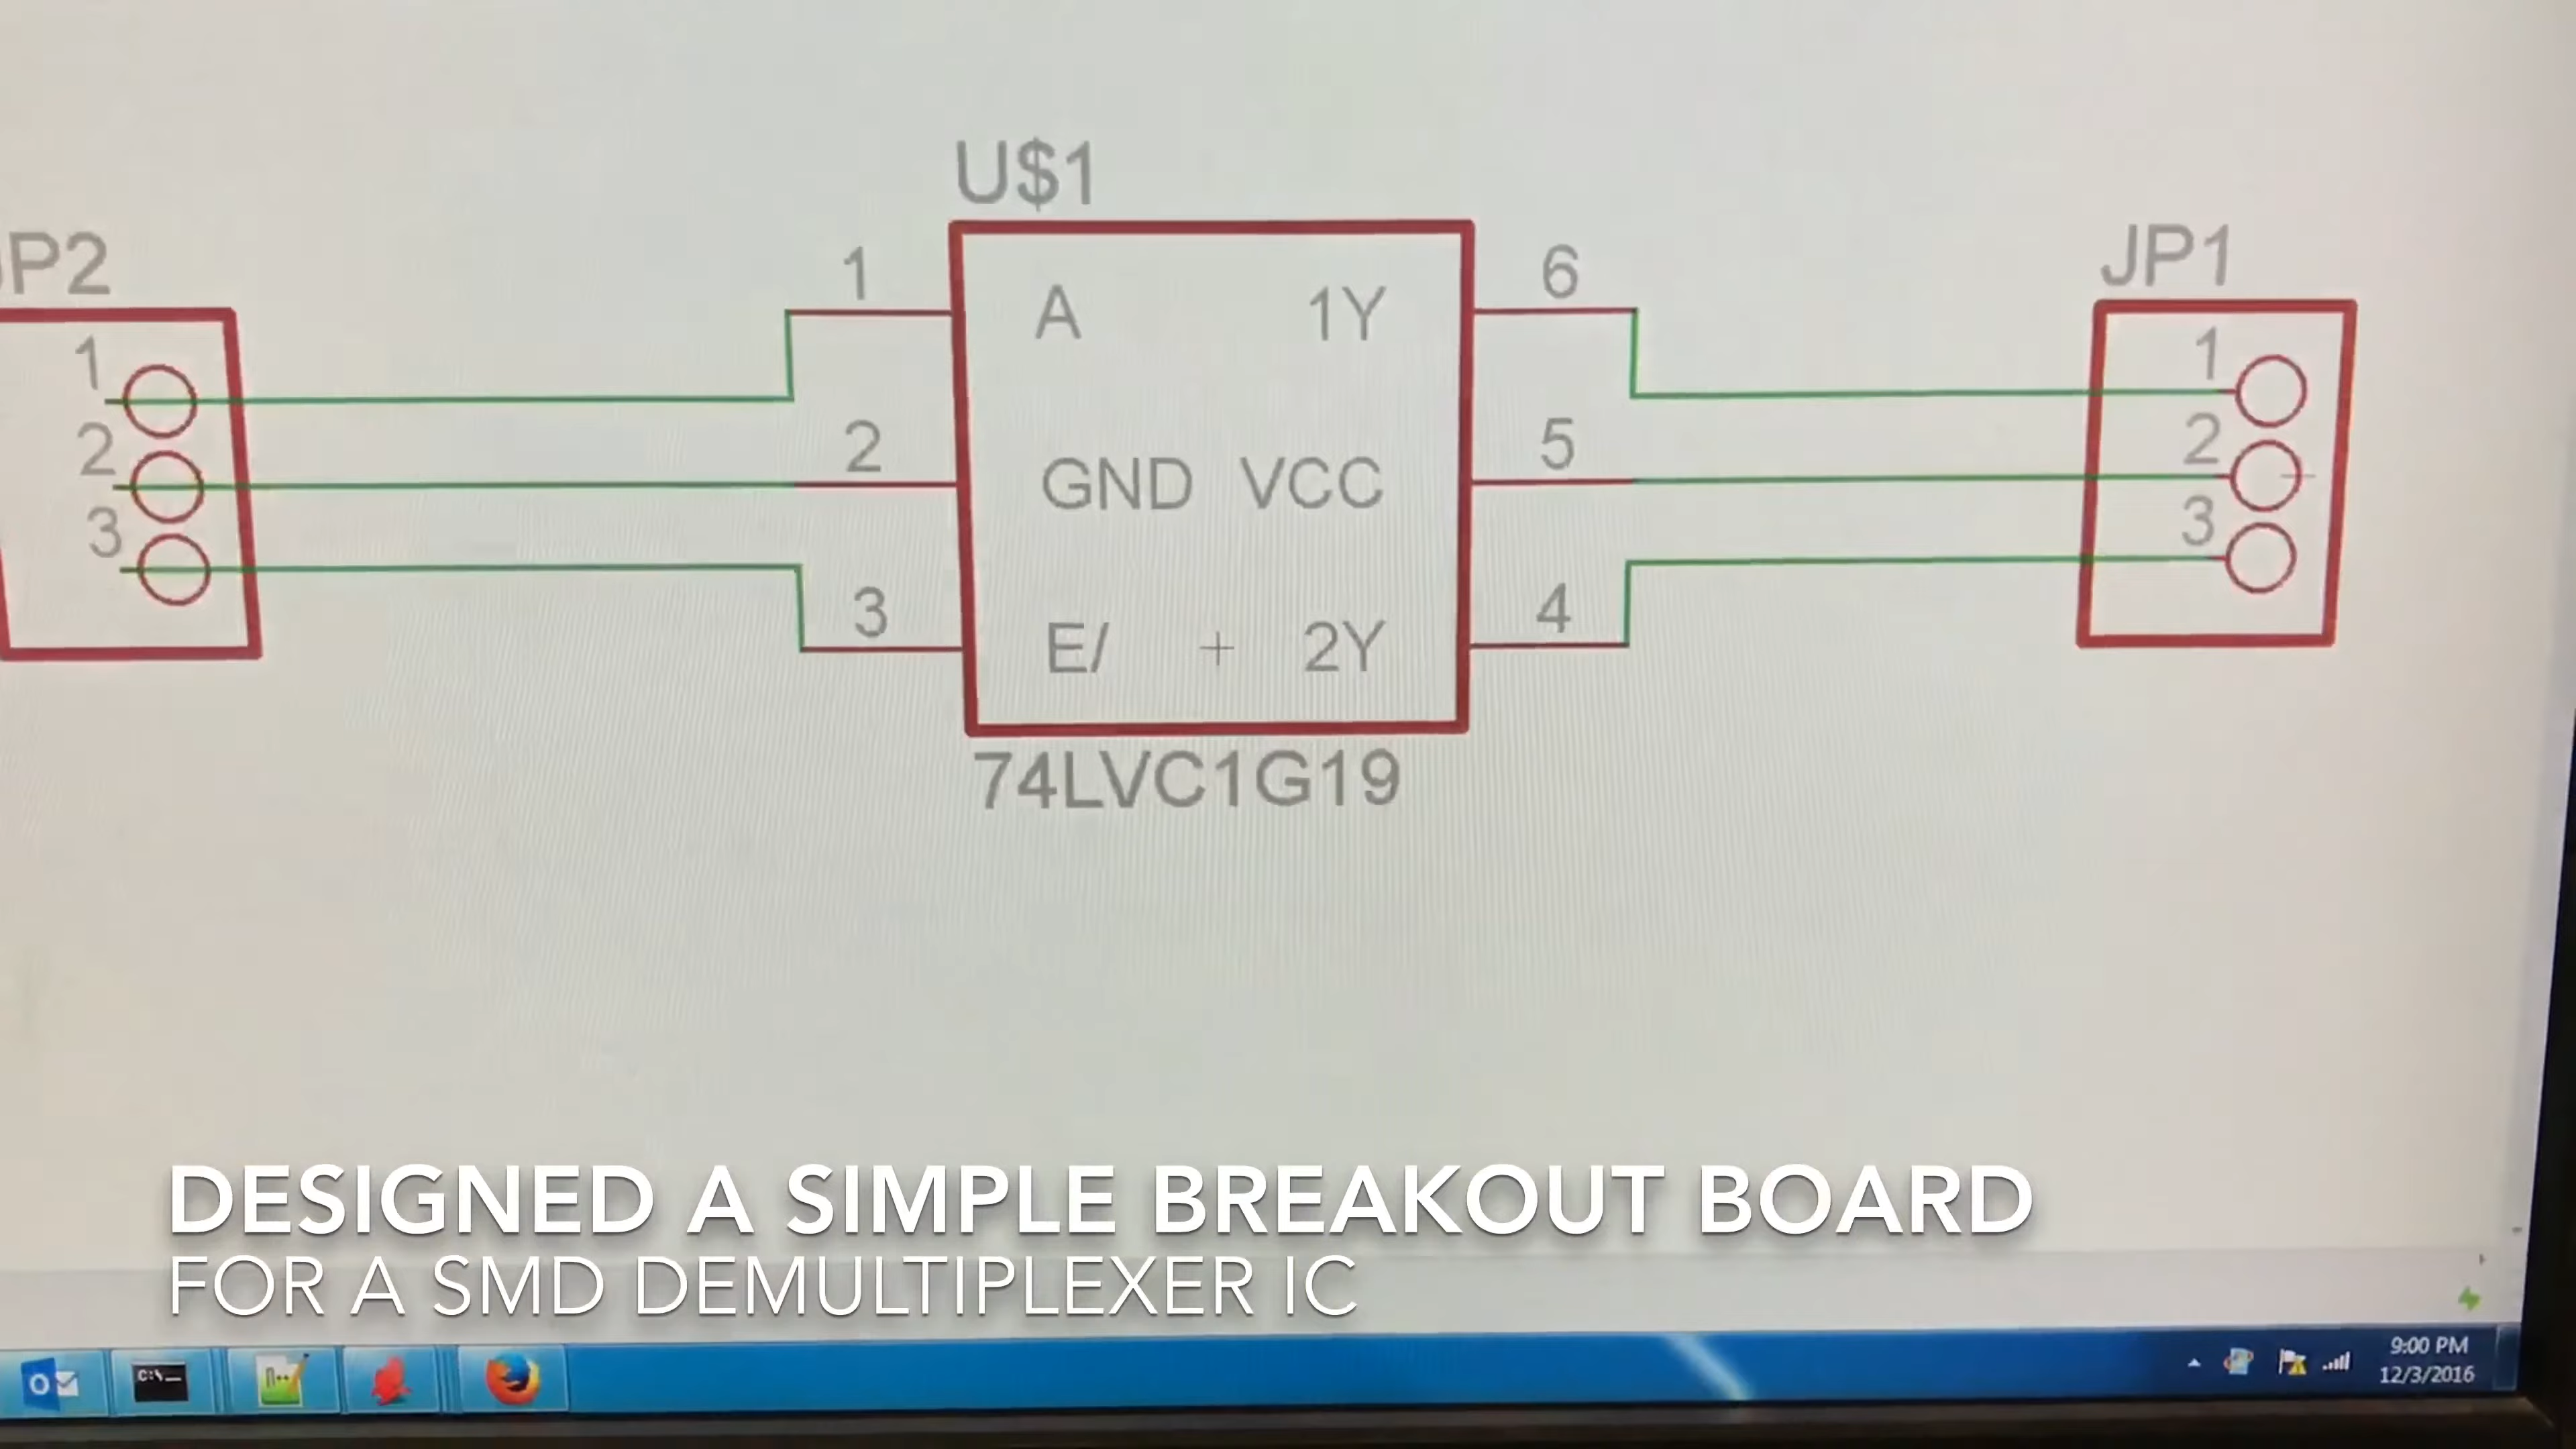 U$1
JP2
JP1
1
2
3
1
2
3
A
GND
E/
1Y
VCC
2Y
6
5
4
1
2
3
74LVC1G19
DESIGNED A SIMPLE BREAKOUT BOARD
FOR A SMD DEMULTIPLEXER IC
C:\_
9:00 PM
12/3/2016